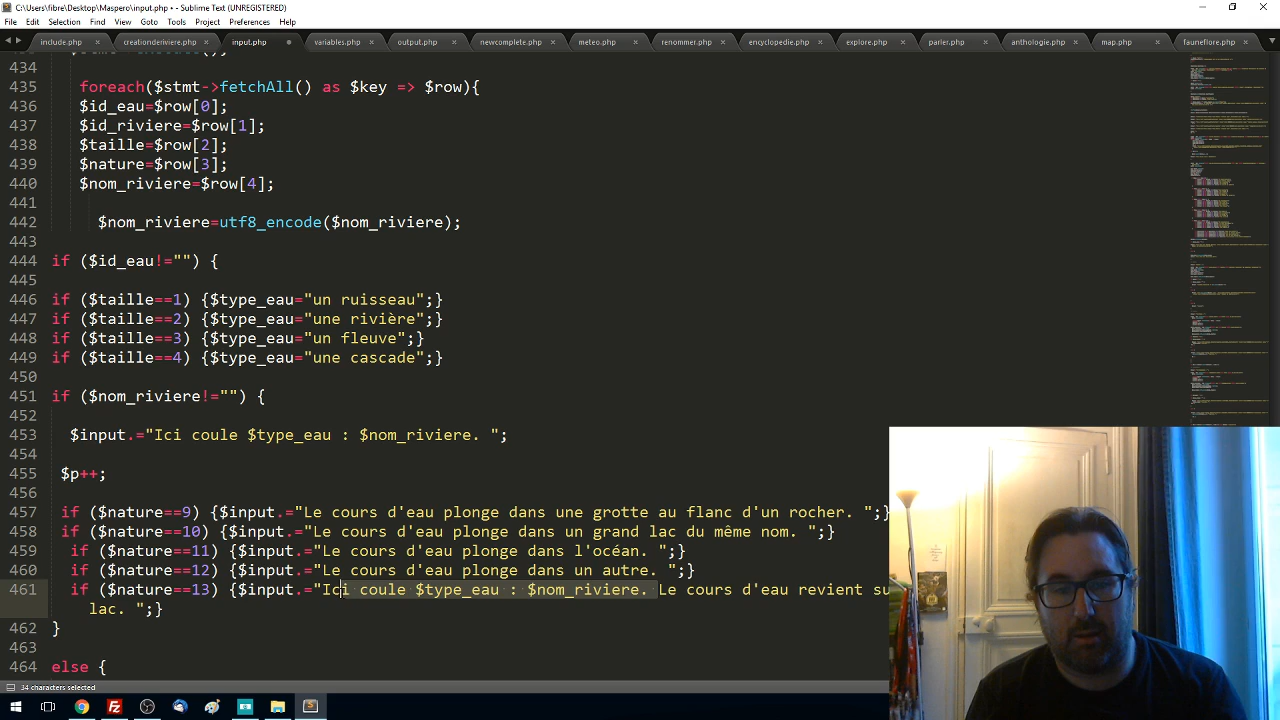 C:\Users\fibre\Desktop\Maspero\input.php • - Sublime Text (UNREGISTERED)
File Edit Selection Find View Goto Tools Project Preferences Help
include.php creationderiviere.php input.php variables.php output.php newcomplete.php meteo.php renommer.php encyclopedie.php explore.php parler.php anthologie.php map.php fauneflore.php
434
435 foreach($stmt->fetchAll() as $key => $row){
436 $id_eau=$row[0];
437 $id_riviere=$row[1];
438 $taille=$row[2];
439 $nature=$row[3];
440 $nom_riviere=$row[4];
441
442 $nom_riviere=utf8_encode($nom_riviere);
443
444 if ($id_eau!="") {
445
446 if ($taille==1) {$type_eau="un ruisseau";}
447 if ($taille==2) {$type_eau="une rivière";}
448 if ($taille==3) {$type_eau="un fleuve";}
449 if ($taille==4) {$type_eau="une cascade";}
450
451 if ($nom_riviere!="") {
452
453 $input.="Ici coule $type_eau : $nom_riviere. ";
454
455 $p++;
456
457 if ($nature==9) {$input.="Le cours d'eau plonge dans une grotte au flanc d'un rocher. ";}
458 if ($nature==10) {$input.="Le cours d'eau plonge dans un grand lac du même nom. ";}
459 if ($nature==11) {$input.="Le cours d'eau plonge dans l'océan. ";}
460 if ($nature==12) {$input.="Le cours d'eau plonge dans un autre. ";}
461 if ($nature==13) {$input.="Ici coule $type_eau : $nom_riviere. Le cours d'eau revient su
lac. ";}
462 }
463
464 else {
34 characters selected